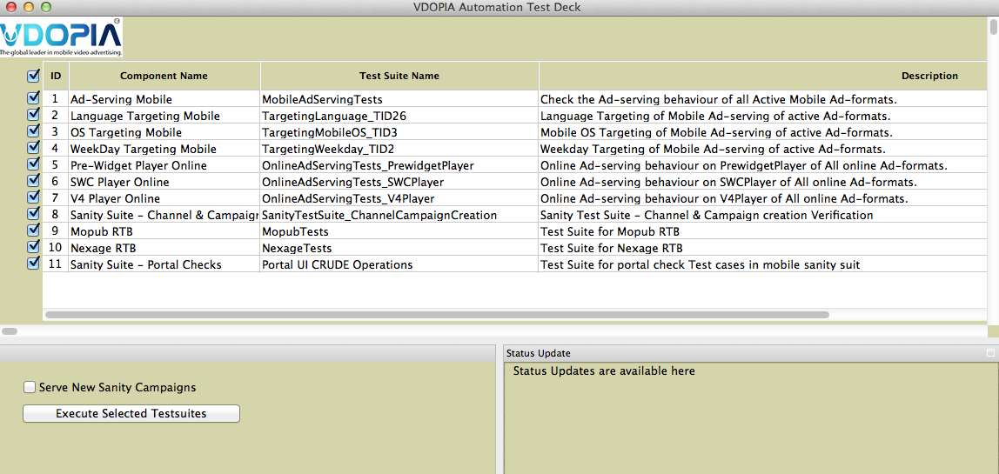 VDOPIA Automation Test Deck
VDOPIA
The global leader in mobile video advertising.
ID Component Name Test Suite Name Description
1 Ad-Serving Mobile MobileAdServingTests Check the Ad-serving behaviour of all Active Mobile Ad-formats.
2 Language Targeting Mobile TargetingLanguage_TID26 Language Targeting of Mobile Ad-serving of active Ad-formats.
3 OS Targeting Mobile TargetingMobileOS_TID3 Mobile OS Targeting of Mobile Ad-serving of active Ad-formats.
4 WeekDay Targeting Mobile TargetingWeekday_TID2 Weekday Targeting of Mobile Ad-serving of active Ad-formats.
5 Pre-Widget Player Online OnlineAdServingTests_PrewidgetPlayer Online Ad-serving behaviour on PrewidgetPlayer of All online Ad-formats.
6 SWC Player Online OnlineAdServingTests_SWCPlayer Online Ad-serving behaviour on SWCPlayer of All online Ad-formats.
7 V4 Player Online OnlineAdServingTests_V4Player Online Ad-serving behaviour on V4Player of All online Ad-formats.
8 Sanity Suite - Channel & Campaign SanityTestSuite_ChannelCampaignCreation Sanity Test Suite - Channel & Campaign creation Verification
9 Mopub RTB MopubTests Test Suite for Mopub RTB
10 Nexage RTB NexageTests Test Suite for Nexage RTB
11 Sanity Suite - Portal Checks Portal UI CRUDE Operations Test Suite for portal check Test cases in mobile sanity suit
Serve New Sanity Campaigns
Execute Selected Testsuites
Status Update
Status Updates are available here